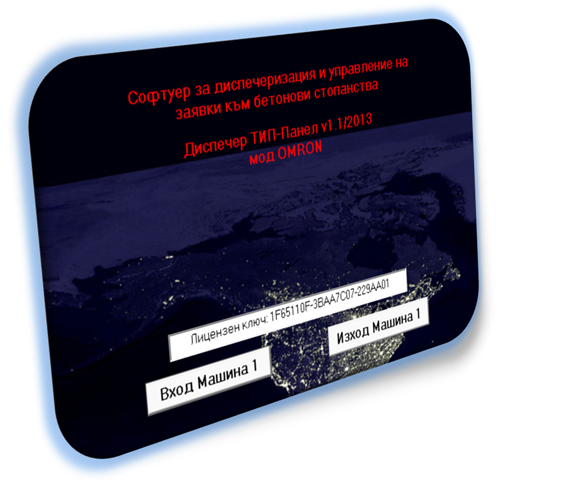 Софтуер за диспечеризация и управление на
заявки към бетонови стопанства
Диспечер ТИП-Панел v1.1/2013
мод OMRON
Лицензен ключ: 1F65110F-3BAA7C07-229AA01
Вход Машина 1
Изход Машина 1